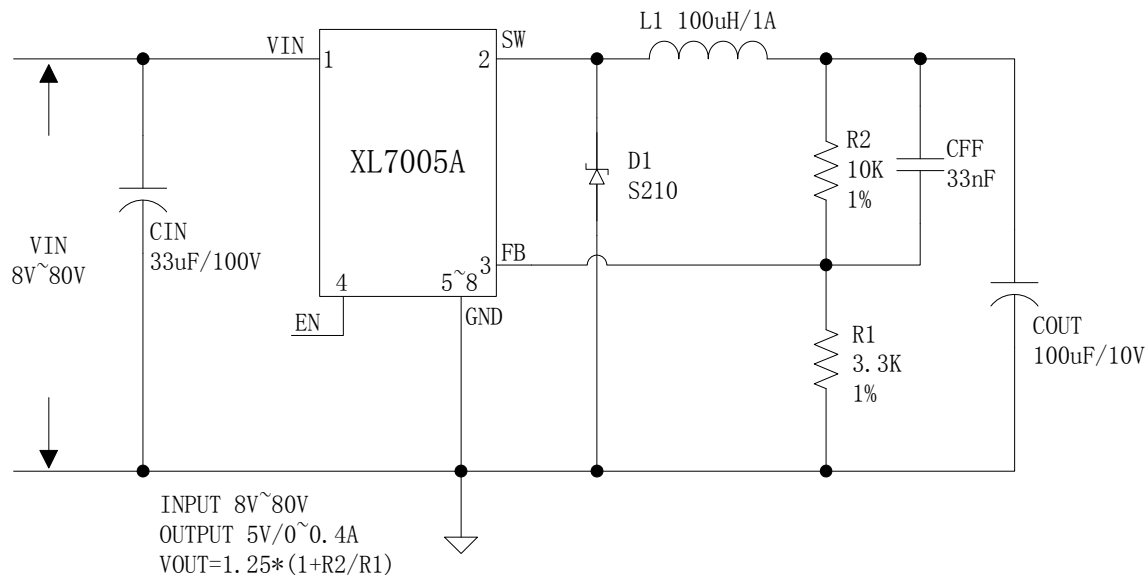 L1 100uH/1A
VIN
SW
1
2
XL7005A
R2
10K
1%
CFF
33nF
D1
S210
CIN
33uF/100V
VIN
8V~80V
3
FB
4
5~8
EN
GND
R1
3.3K
1%
COUT
100uF/10V
INPUT 8V~80V
OUTPUT 5V/0~0.4A
VOUT=1.25*(1+R2/R1)